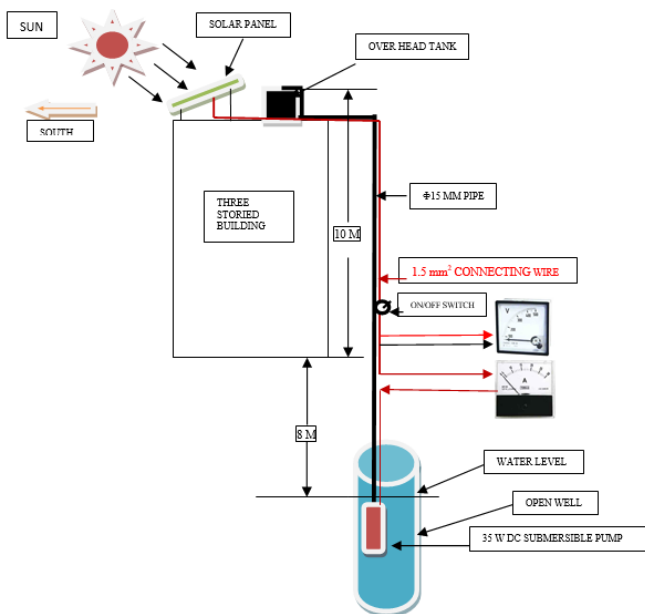 SUN
SOLAR PANEL
OVER HEAD TANK
SOUTH
Φ15 MM PIPE
THREE
STORIED
BUILDING
10 M
1.5 mm² CONNECTING WIRE
ON/OFF SWITCH
V
A
8 M
WATER LEVEL
OPEN WELL
35 W DC SUBMERSIBLE PUMP